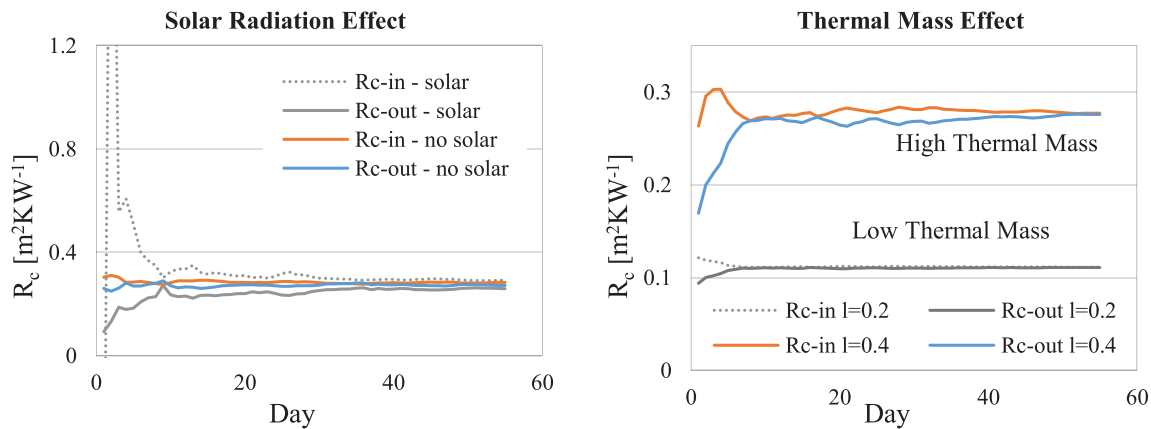 Solar Radiation Effect
1.2
0.8
0.4
0
R_c [m²KW⁻¹]
Rc-in - solar
Rc-out - solar
Rc-in - no solar
Rc-out - no solar
0 20 40 60
Day
Thermal Mass Effect
0.3
0.2
0.1
0
R_c [m²KW⁻¹]
High Thermal Mass
Low Thermal Mass
Rc-in l=0.2 Rc-out l=0.2
Rc-in l=0.4 Rc-out l=0.4
0 20 40 60
Day